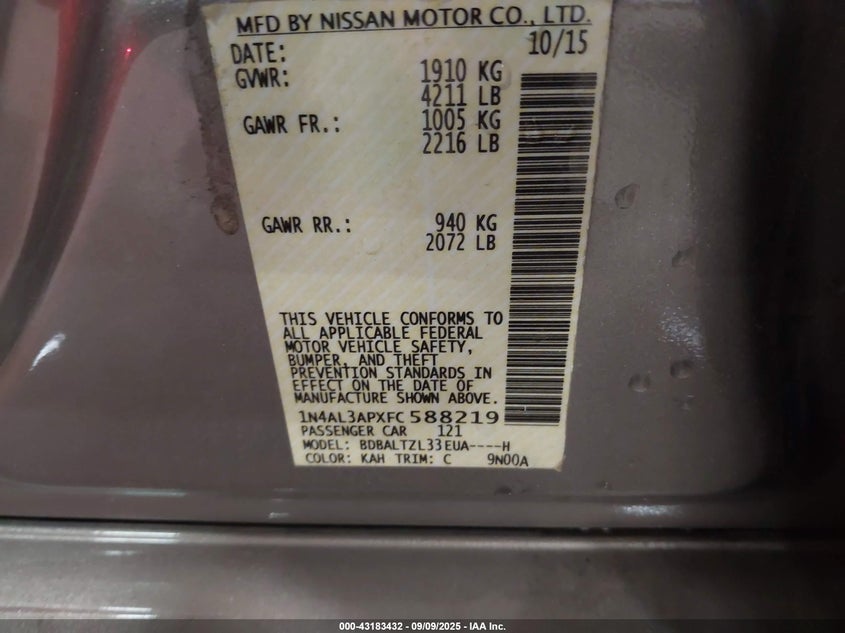 MFD BY NISSAN MOTOR CO., LTD.
DATE: 10/15
GVWR: 1910 KG
4211 LB
GAWR FR.: 1005 KG
2216 LB
GAWR RR.: 940 KG
2072 LB
THIS VEHICLE CONFORMS TO
ALL APPLICABLE FEDERAL
MOTOR VEHICLE SAFETY,
BUMPER, AND THEFT
PREVENTION STANDARDS IN
EFFECT ON THE DATE OF
MANUFACTURE SHOWN ABOVE.
1N4AL3APXFC588219
PASSENGER CAR 121
MODEL: BDBALTZL33EUA----H
COLOR: KAH TRIM: C 9N00A
000-43183432 - 09/09/2025 - IAA Inc.